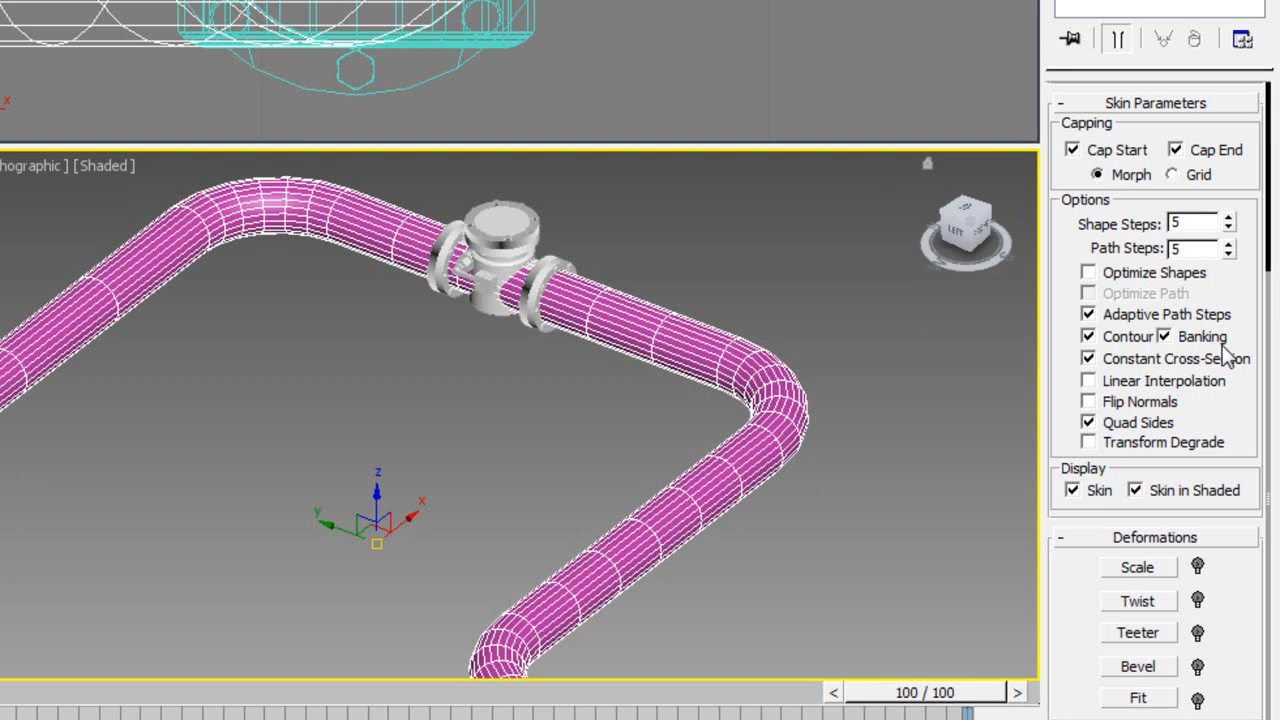 x
hographic ] [Shaded ]
LEFT
z
x
y
< 100 / 100 >
- Skin Parameters
Capping
Cap Start Cap End
Morph Grid
Options
Shape Steps: 5
Path Steps: 5
Optimize Shapes
Optimize Path
Adaptive Path Steps
Contour Banking
Constant Cross-Section
Linear Interpolation
Flip Normals
Quad Sides
Transform Degrade
Display
Skin Skin in Shaded
- Deformations
Scale
Twist
Teeter
Bevel
Fit